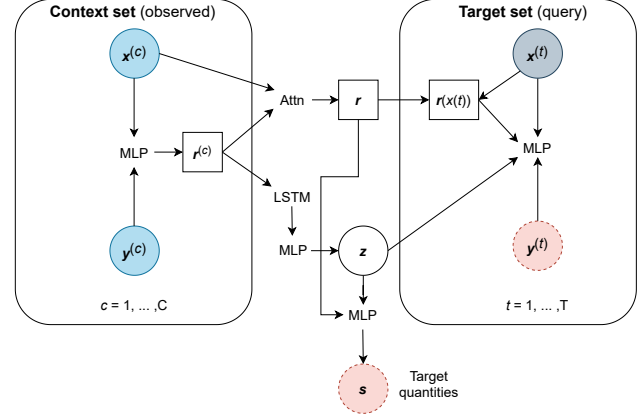 Context set (observed)
Target set (query)
x(c)
x(t)
Attn
r
r(x(t))
MLP
r(c)
MLP
LSTM
y(c)
MLP
z
y(t)
c = 1, ... ,C
MLP
t = 1, ... ,T
s
Target
quantities